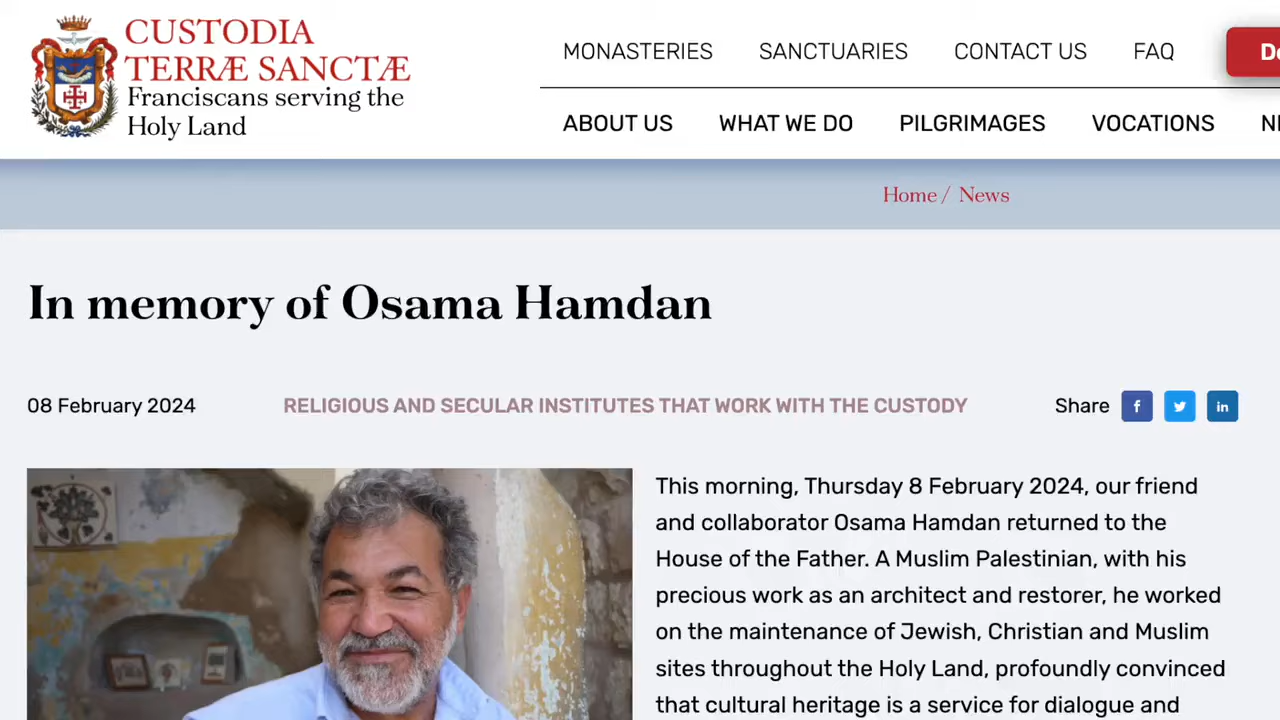 CUSTODIA
TERRÆ SANCTÆ
Franciscans serving the
Holy Land
MONASTERIES SANCTUARIES CONTACT US FAQ
ABOUT US WHAT WE DO PILGRIMAGES VOCATIONS
Home / News
In memory of Osama Hamdan
08 February 2024 RELIGIOUS AND SECULAR INSTITUTES THAT WORK WITH THE CUSTODY Share
This morning, Thursday 8 February 2024, our friend
and collaborator Osama Hamdan returned to the
House of the Father. A Muslim Palestinian, with his
precious work as an architect and restorer, he worked
on the maintenance of Jewish, Christian and Muslim
sites throughout the Holy Land, profoundly convinced
that cultural heritage is a service for dialogue and